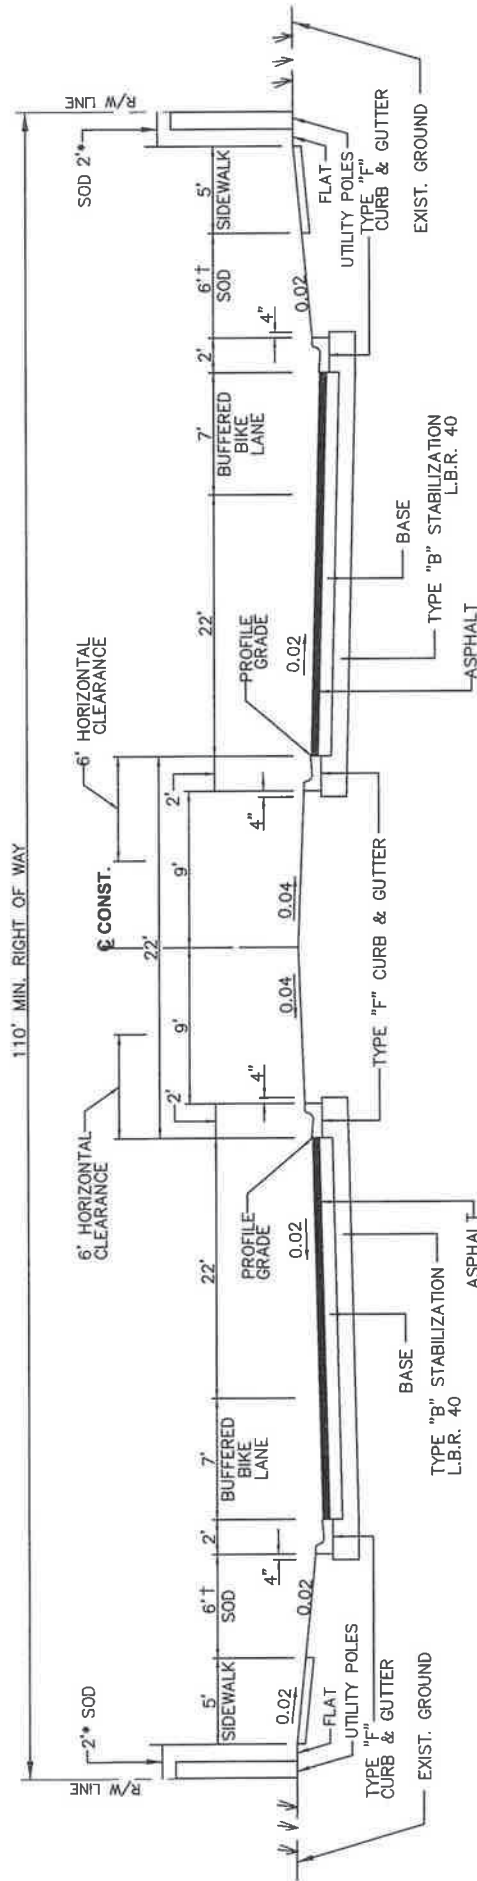 110' MIN. RIGHT OF WAY
R/W LINE
R/W LINE
2'* SOD
SOD 2'*
6' HORIZONTAL
CLEARANCE
℄ CONST.
6' HORIZONTAL
CLEARANCE
22'
5'
SIDEWALK
6' †
SOD
2'
7'
BUFFERED
BIKE
LANE
22'
2'
9'
9'
2'
22'
7'
BUFFERED
BIKE
LANE
2'
6' †
SOD
5'
SIDEWALK
4"
4"
4"
4"
PROFILE
GRADE
PROFILE
GRADE
0.02
0.02
0.02
0.04
0.04
0.02
0.02
FLAT
UTILITY POLES
TYPE "F"
CURB & GUTTER
EXIST. GROUND
BASE
TYPE "B" STABILIZATION
L.B.R. 40
ASPHALT
TYPE "F" CURB & GUTTER
BASE
TYPE "B" STABILIZATION
L.B.R. 40
ASPHALT
FLAT
UTILITY POLES
TYPE "F"
CURB & GUTTER
EXIST. GROUND